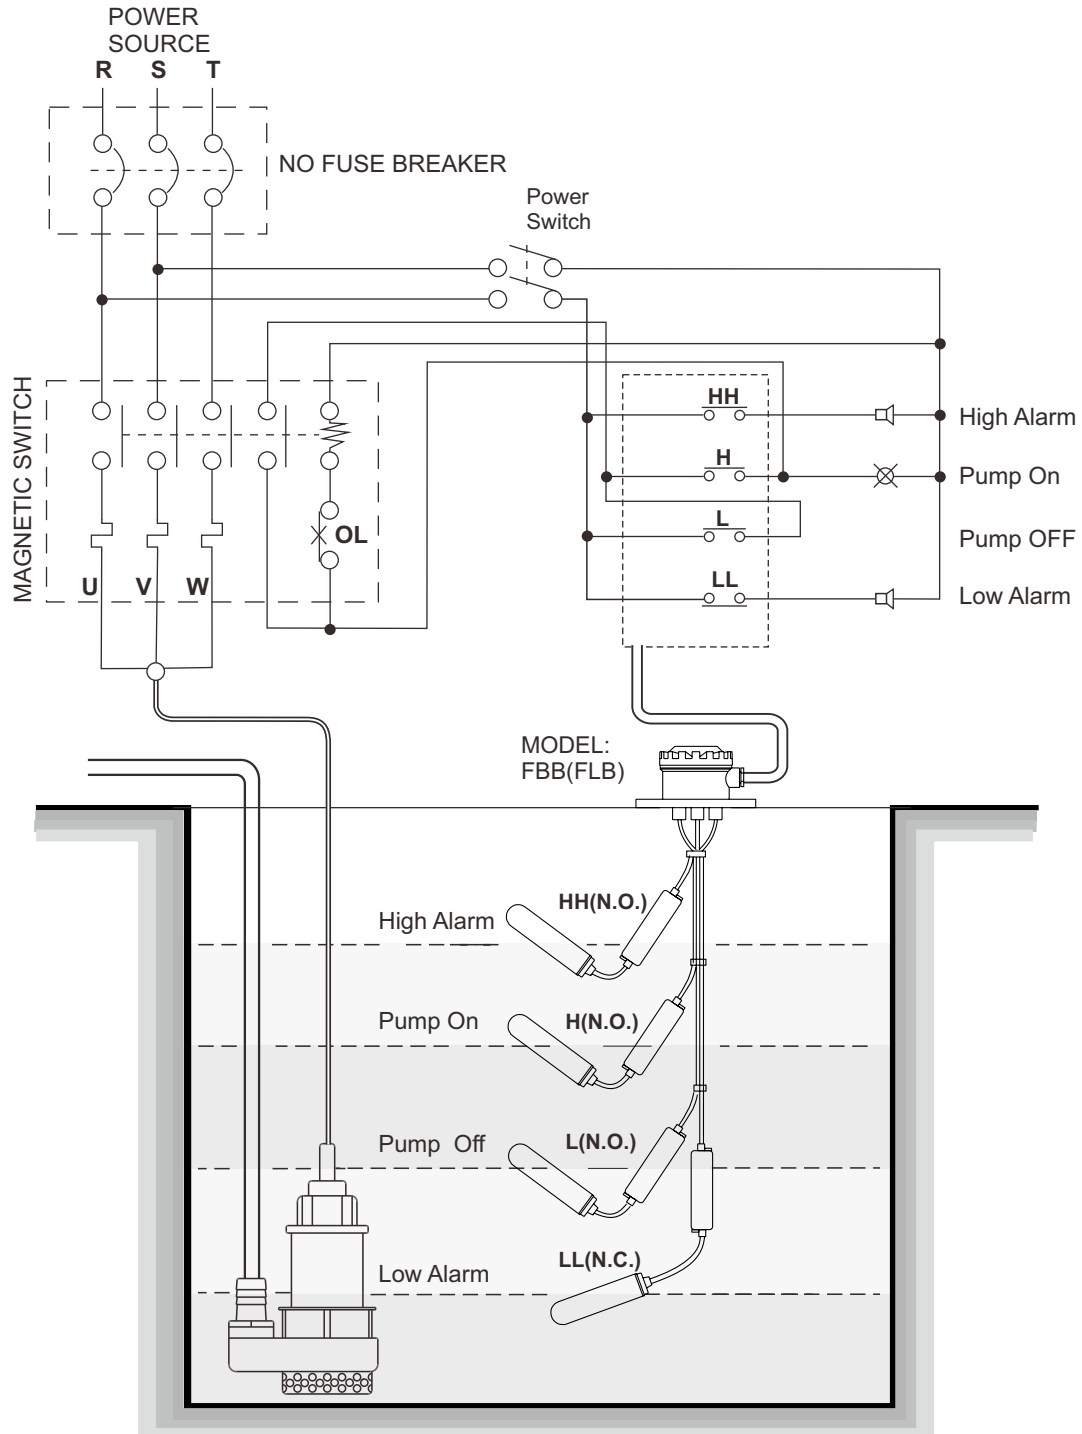 POWER
SOURCE
R S T
NO FUSE BREAKER
Power
Switch
MAGNETIC SWITCH
HH
High Alarm
H
Pump On
L
OL
Pump OFF
LL
U V W
Low Alarm
MODEL:
FBB(FLB)
HH(N.O.)
High Alarm
Pump On
H(N.O.)
Pump Off
L(N.O.)
LL(N.C.)
Low Alarm